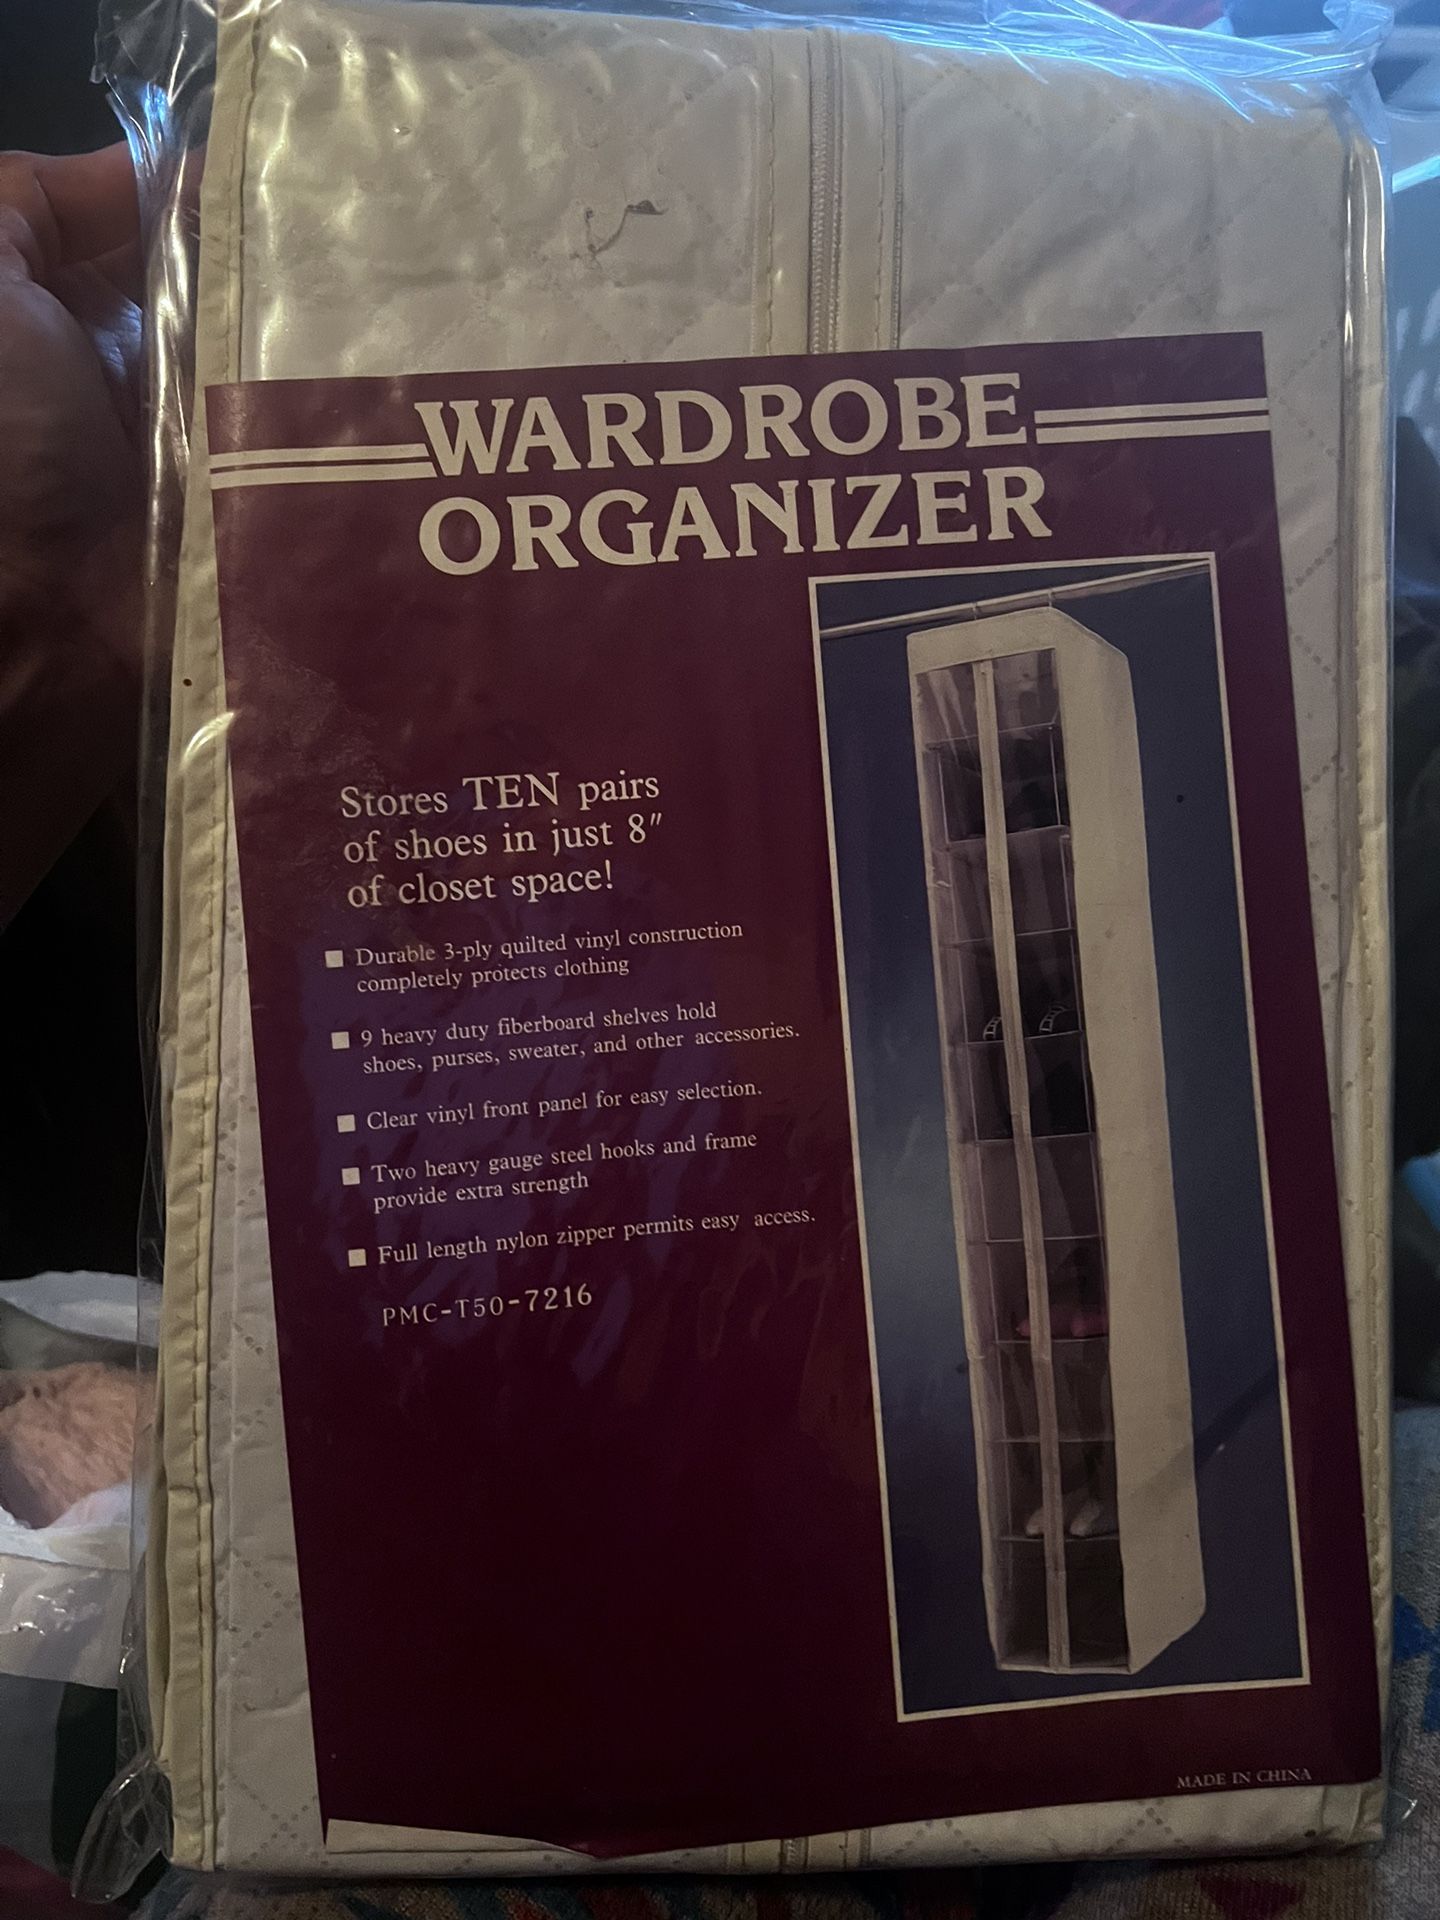 WARDROBE
ORGANIZER
Stores TEN pairs
of shoes in just 8"
of closet space!
■ Durable 3-ply quilted vinyl construction
completely protects clothing
■ 9 heavy duty fiberboard shelves hold
shoes, purses, sweater, and other accessories.
■ Clear vinyl front panel for easy selection.
■ Two heavy gauge steel hooks and frame
provide extra strength
■ Full length nylon zipper permits easy access.
PMC-T50-7216
MADE IN CHINA